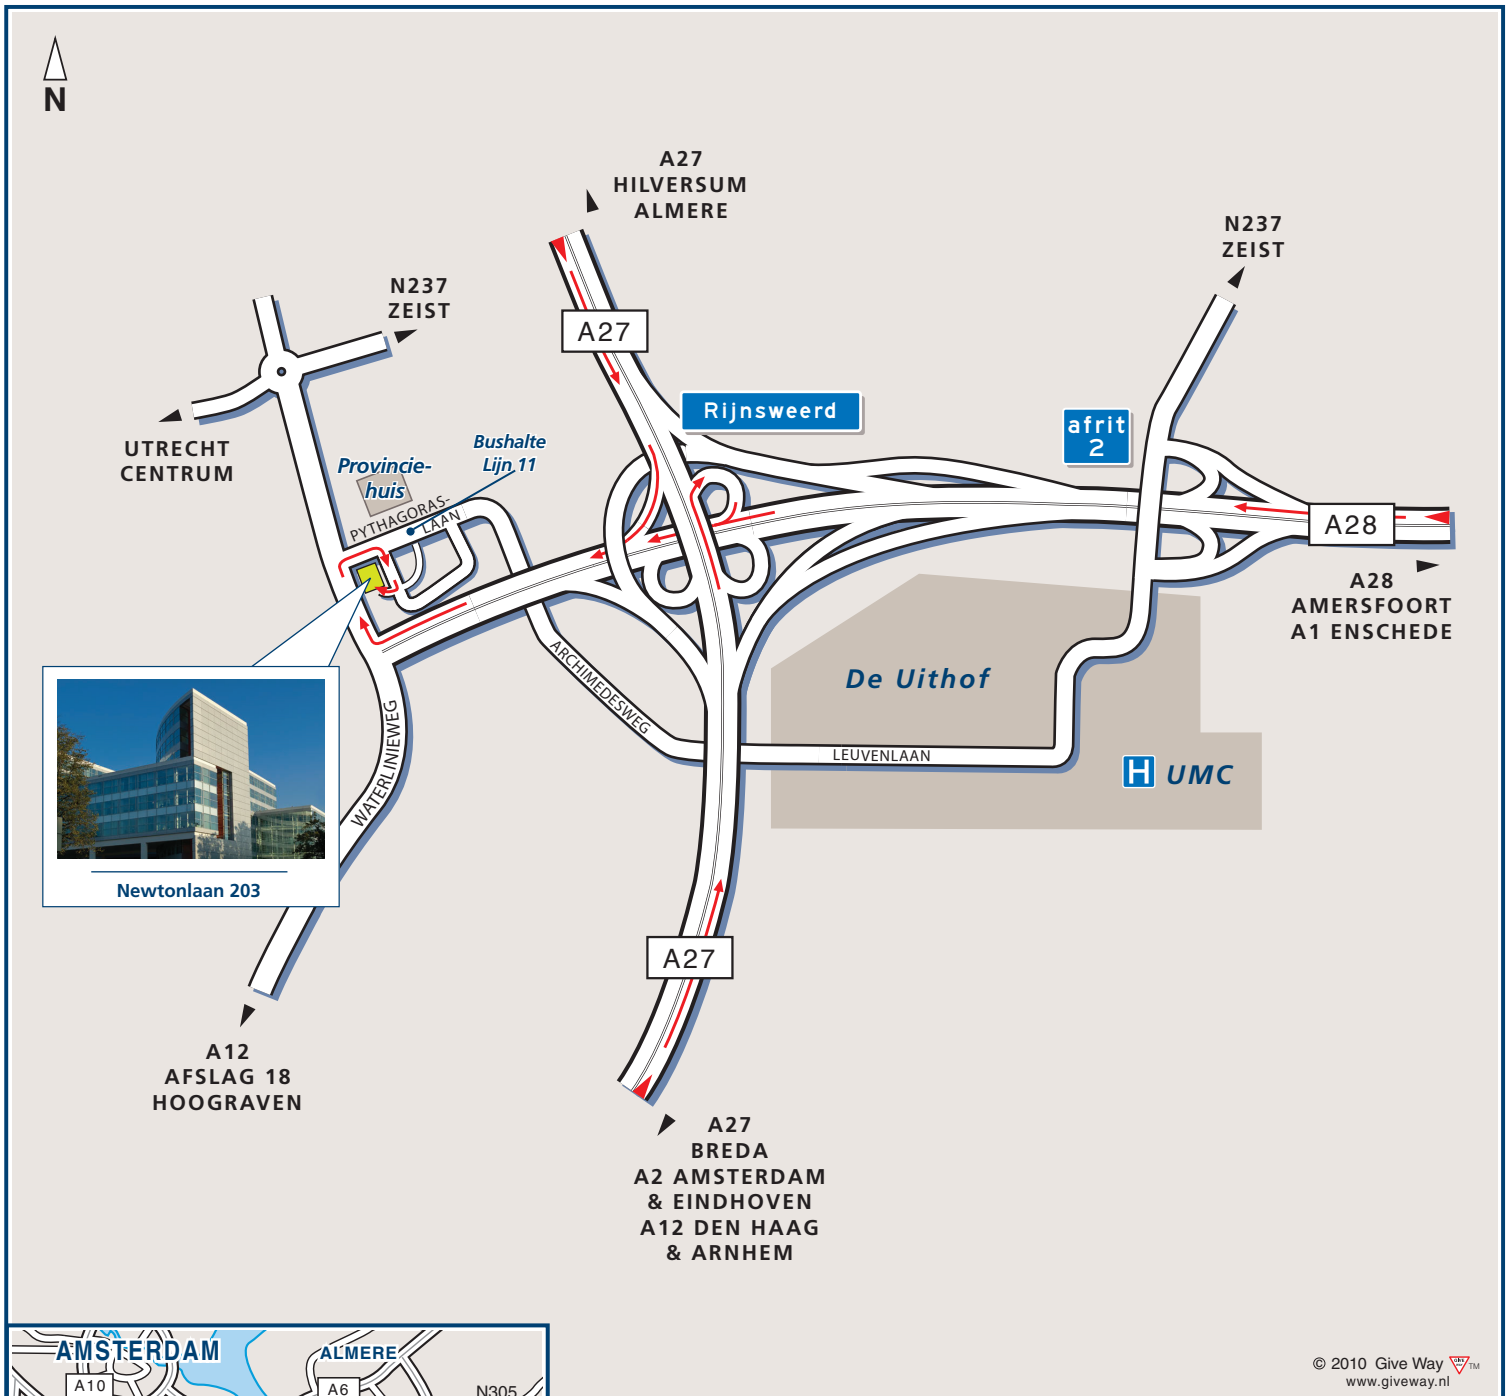 N
A27
HILVERSUM
ALMERE
N237
ZEIST
N237
ZEIST
A27
Rijnsweerd
afrit
2
UTRECHT
CENTRUM
Bushalte
Lijn 11
Provincie-
huis
PYTHAGORAS-
LAAN
A28
A28
AMERSFOORT
A1 ENSCHEDE
De Uithof
ARCHIMEDESWEG
WATERLINIEWEG
LEUVENLAAN
H UMC
Newtonlaan 203
A27
A12
AFSLAG 18
HOOGRAVEN
A27
BREDA
A2 AMSTERDAM
& EINDHOVEN
A12 DEN HAAG
& ARNHEM
AMSTERDAM
ALMERE
A10
A6
N305
© 2010 Give Way TM
www.giveway.nl